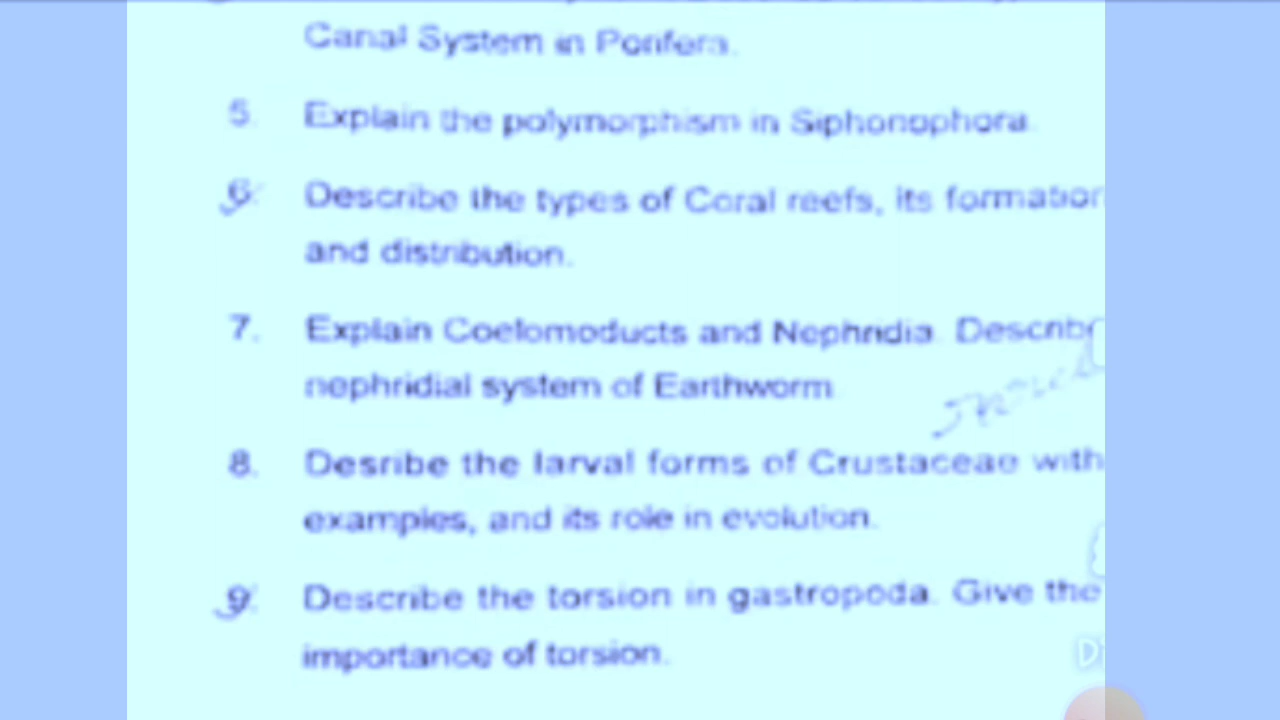 Canal System in Porifera.
5. Explain the polymorphism in Siphonophora.
6. Describe the types of Coral reefs, its formation
and distribution.
7. Explain Coelomoducts and Nephridia. Describe
nephridial system of Earthworm.
8. Desribe the larval forms of Crustaceae with
examples, and its role in evolution.
9. Describe the torsion in gastropoda. Give the
importance of torsion.